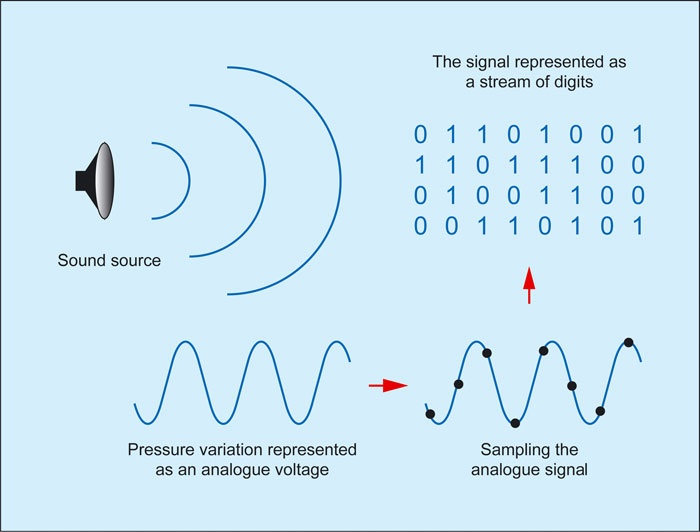 The signal represented as
a stream of digits
0 1 1 0 1 0 0 1
1 1 0 1 1 1 0 0
0 1 0 0 1 1 0 0
0 0 1 1 0 1 0 1
Sound source
Pressure variation represented
as an analogue voltage
Sampling the
analogue signal